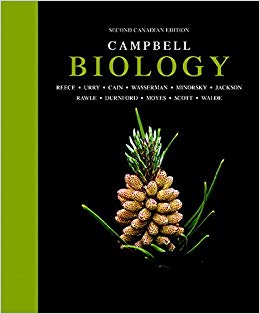 SECOND CANADIAN EDITION
CAMPBELL
BIOLOGY
REECE • URRY • CAIN • WASSERMAN • MINORSKY • JACKSON
RAWLE • DURNFORD • MOYES • SCOTT • WALDE